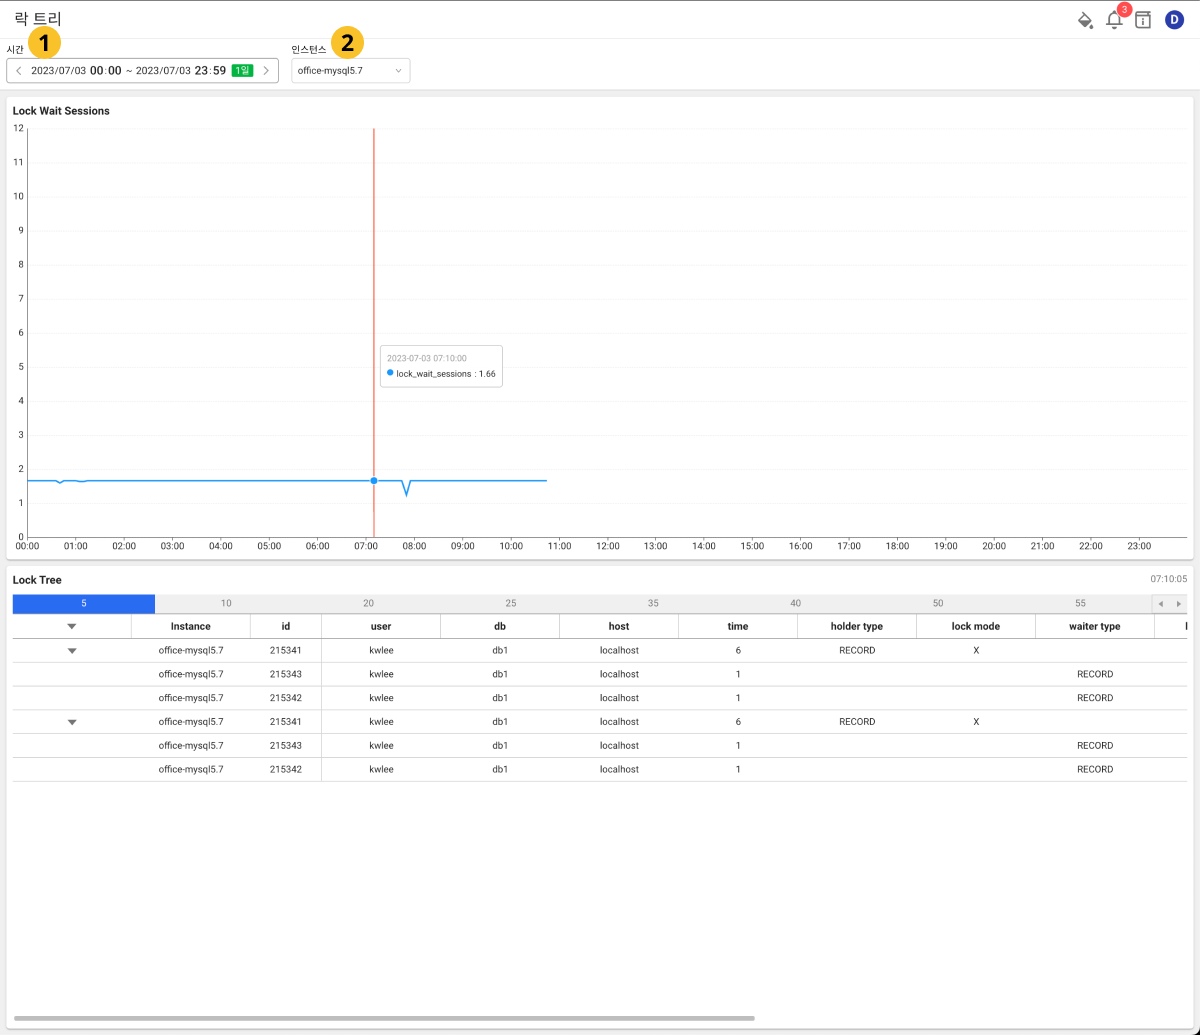 락 트리
3
D
시간
1
인스턴스
2
2023/07/03 00:00 ~ 2023/07/03 23:59 1일
office-mysql5.7
Lock Wait Sessions
12
11
10
9
8
7
6
5
4
3
2
1
0
2023-07-03 07:10:00
lock_wait_sessions : 1.66
00:00 01:00 02:00 03:00 04:00 05:00 06:00 07:00 08:00 09:00 10:00 11:00 12:00 13:00 14:00 15:00 16:00 17:00 18:00 19:00 20:00 21:00 22:00 23:00
Lock Tree 07:10:05
5 10 20 25 35 40 50 55
Instance id user db host time holder type lock mode waiter type l
office-mysql5.7 215341 kwlee db1 localhost 6 RECORD X
office-mysql5.7 215343 kwlee db1 localhost 1 RECORD
office-mysql5.7 215342 kwlee db1 localhost 1 RECORD
office-mysql5.7 215341 kwlee db1 localhost 6 RECORD X
office-mysql5.7 215343 kwlee db1 localhost 1 RECORD
office-mysql5.7 215342 kwlee db1 localhost 1 RECORD